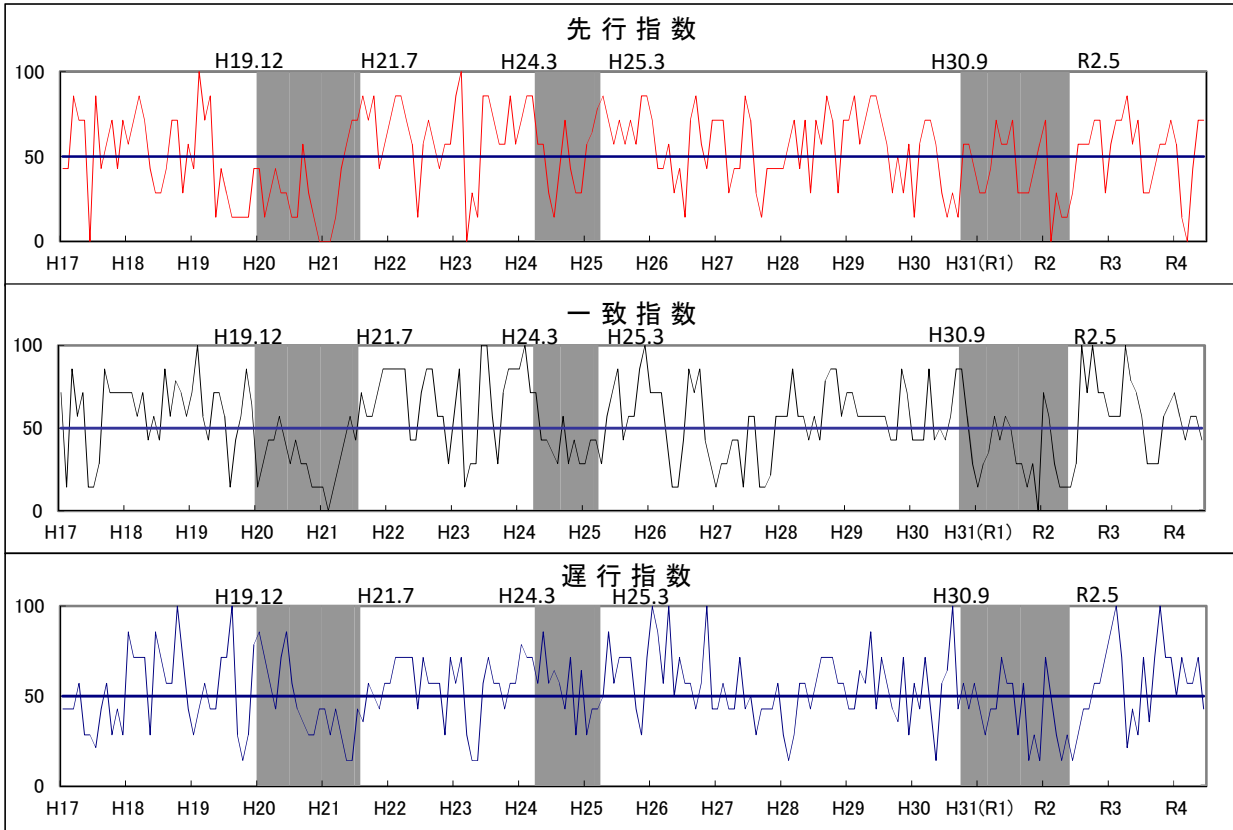 先行指数
H19.12 H21.7 H24.3 H25.3 H30.9 R2.5
100
50
0
H17 H18 H19 H20 H21 H22 H23 H24 H25 H26 H27 H28 H29 H30 H31(R1) R2 R3 R4
一致指数
H19.12 H21.7 H24.3 H25.3 H30.9 R2.5
100
50
0
H17 H18 H19 H20 H21 H22 H23 H24 H25 H26 H27 H28 H29 H30 H31(R1) R2 R3 R4
遅行指数
H19.12 H21.7 H24.3 H25.3 H30.9 R2.5
100
50
0
H17 H18 H19 H20 H21 H22 H23 H24 H25 H26 H27 H28 H29 H30 H31(R1) R2 R3 R4